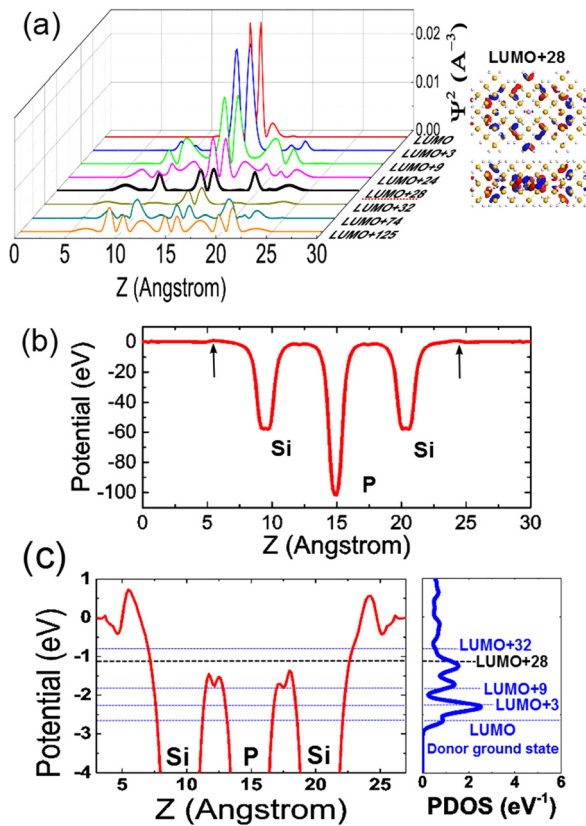 (a)
0.02
0.01
0.00
Ψ² (A⁻³)
LUMO
LUMO+3
LUMO+9
LUMO+24
LUMO+28
LUMO+32
LUMO+74
LUMO+125
0 5 10 15 20 25 30
Z (Angstrom)
LUMO+28
(b)
Potential (eV)
0
-20
-40
-60
-80
-100
Si
P
Si
0 5 10 15 20 25 30
Z (Angstrom)
(c)
Potential (eV)
1
0
-1
-2
-3
-4
Si P Si
5 10 15 20 25
Z (Angstrom)
LUMO+32
LUMO+28
LUMO+9
LUMO+3
LUMO
Donor ground state
0 2 4 6
PDOS (eV⁻¹)